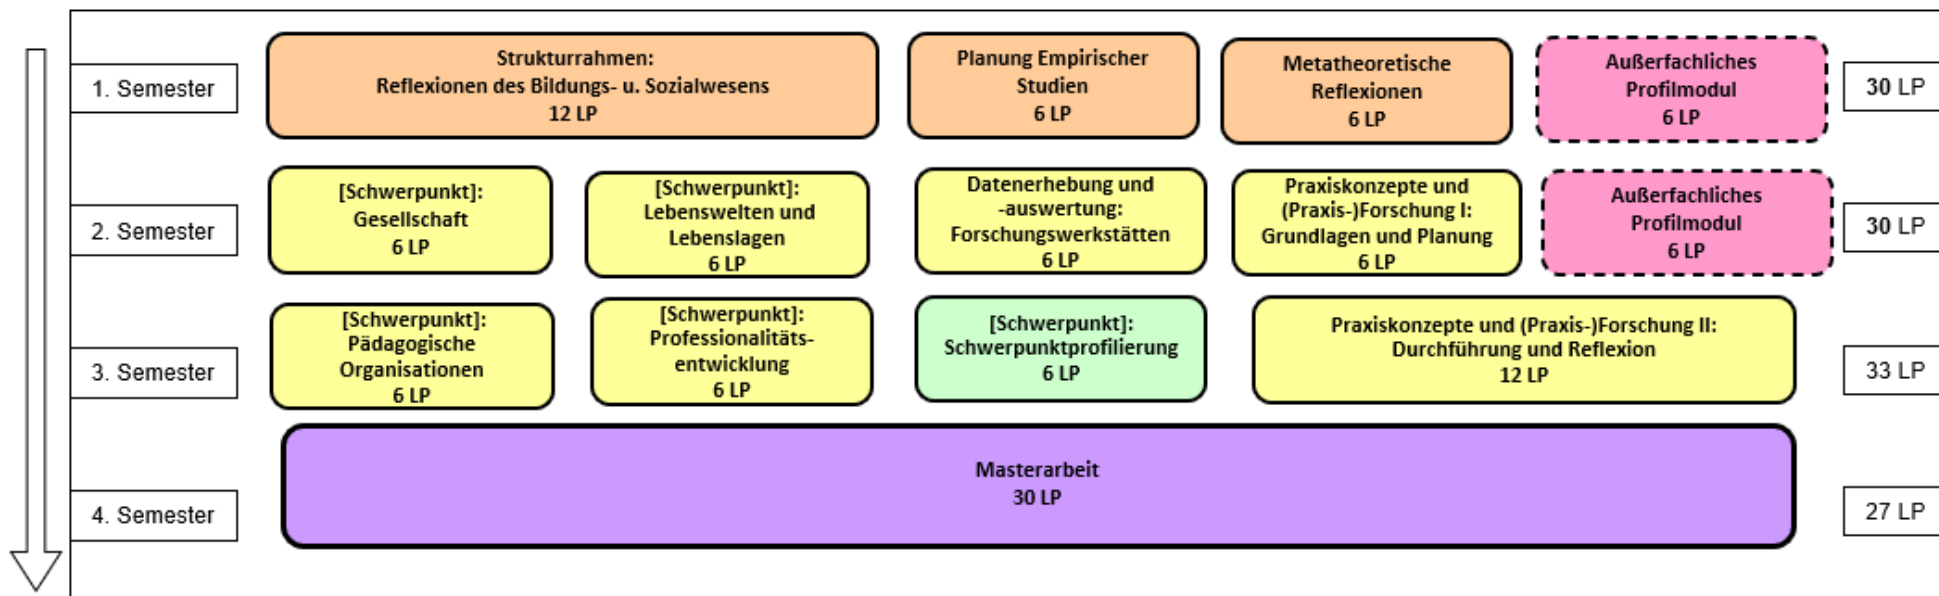 1. Semester
Strukturrahmen:
Reflexionen des Bildungs- u. Sozialwesens
12 LP
Planung Empirischer
Studien
6 LP
Metatheoretische
Reflexionen
6 LP
Außerfachliches
Profilmodul
6 LP
30 LP
2. Semester
[Schwerpunkt]:
Gesellschaft
6 LP
[Schwerpunkt]:
Lebenswelten und
Lebenslagen
6 LP
Datenerhebung und
-auswertung:
Forschungswerkstätten
6 LP
Praxiskonzepte und
(Praxis-)Forschung I:
Grundlagen und Planung
6 LP
Außerfachliches
Profilmodul
6 LP
30 LP
3. Semester
[Schwerpunkt]:
Pädagogische
Organisationen
6 LP
[Schwerpunkt]:
Professionalitäts-
entwicklung
6 LP
[Schwerpunkt]:
Schwerpunktprofilierung
6 LP
Praxiskonzepte und (Praxis-)Forschung II:
Durchführung und Reflexion
12 LP
33 LP
4. Semester
Masterarbeit
30 LP
27 LP